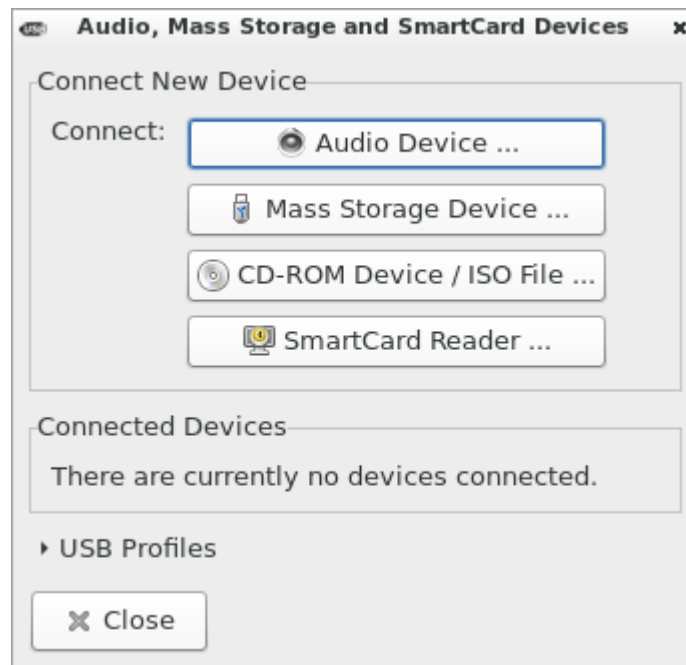 Audio, Mass Storage and SmartCard Devices
Connect New Device
Connect:
Audio Device ...
Mass Storage Device ...
CD-ROM Device / ISO File ...
SmartCard Reader ...
Connected Devices
There are currently no devices connected.
USB Profiles
Close